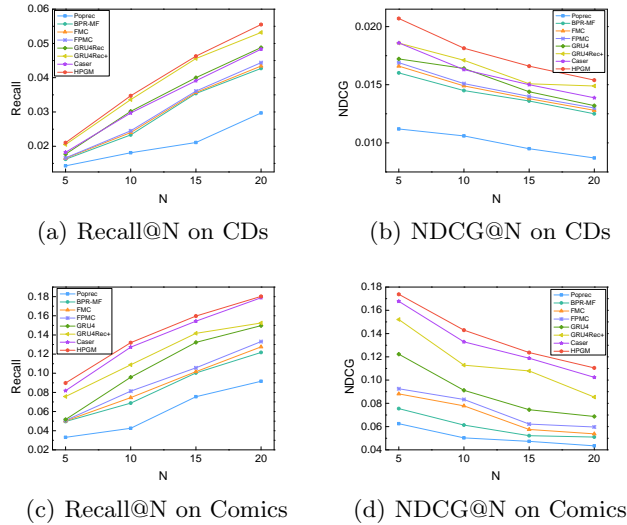 0.06
0.05
0.04
0.03
0.02
Recall
5 10 15 20
N
Poprec
BPR-MF
FMC
FPMC
GRU4Rec
GRU4Rec+
Caser
HPGM
(a) Recall@N on CDs
0.020
0.015
0.010
NDCG
5 10 15 20
N
Poprec
BPR-MF
FMC
FPMC
GRU4
GRU4Rec+
Caser
HPGM
(b) NDCG@N on CDs
0.18
0.16
0.14
0.12
0.10
0.08
0.06
0.04
0.02
Recall
5 10 15 20
N
Poprec
BPR-MF
FMC
FPMC
GRU4
GRU4Rec+
Caser
HPGM
(c) Recall@N on Comics
0.18
0.16
0.14
0.12
0.10
0.08
0.06
0.04
NDCG
5 10 15 20
N
Poprec
BPR-MF
FMC
FPMC
GRU4
GRU4Rec+
Caser
HPGM
(d) NDCG@N on Comics